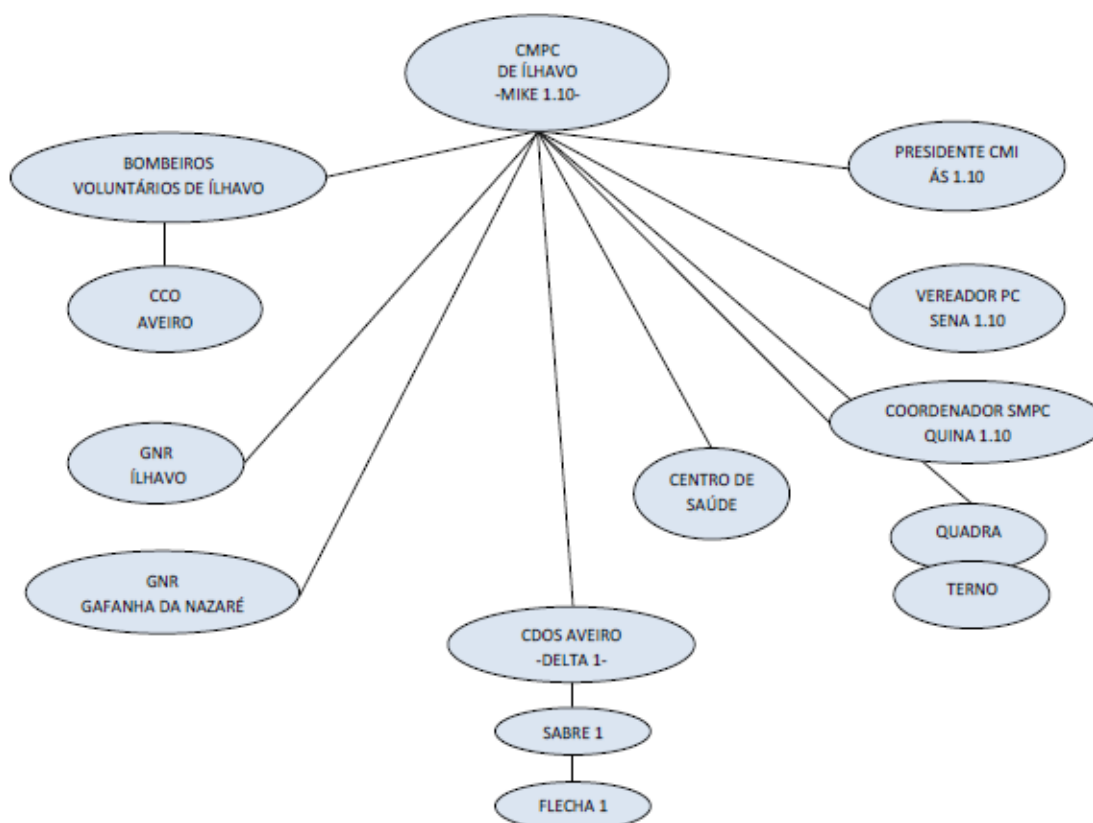 CMPC
DE ÍLHAVO
-MIKE 1.10-
BOMBEIROS
VOLUNTÁRIOS DE ÍLHAVO
PRESIDENTE CMI
ÁS 1.10
CCO
AVEIRO
VEREADOR PC
SENA 1.10
COORDENADOR SMPC
QUINA 1.10
GNR
ÍLHAVO
CENTRO DE
SAÚDE
QUADRA
TERNO
GNR
GAFANHA DA NAZARÉ
CDOS AVEIRO
-DELTA 1-
SABRE 1
FLECHA 1